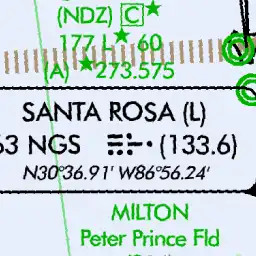 (NDZ) C★
177 L★ 60
(A) ★273.575
SANTA ROSA (L)
63 NGS (133.6)
N30°36.91' W86°56.24'
MILTON
Peter Prince Fld